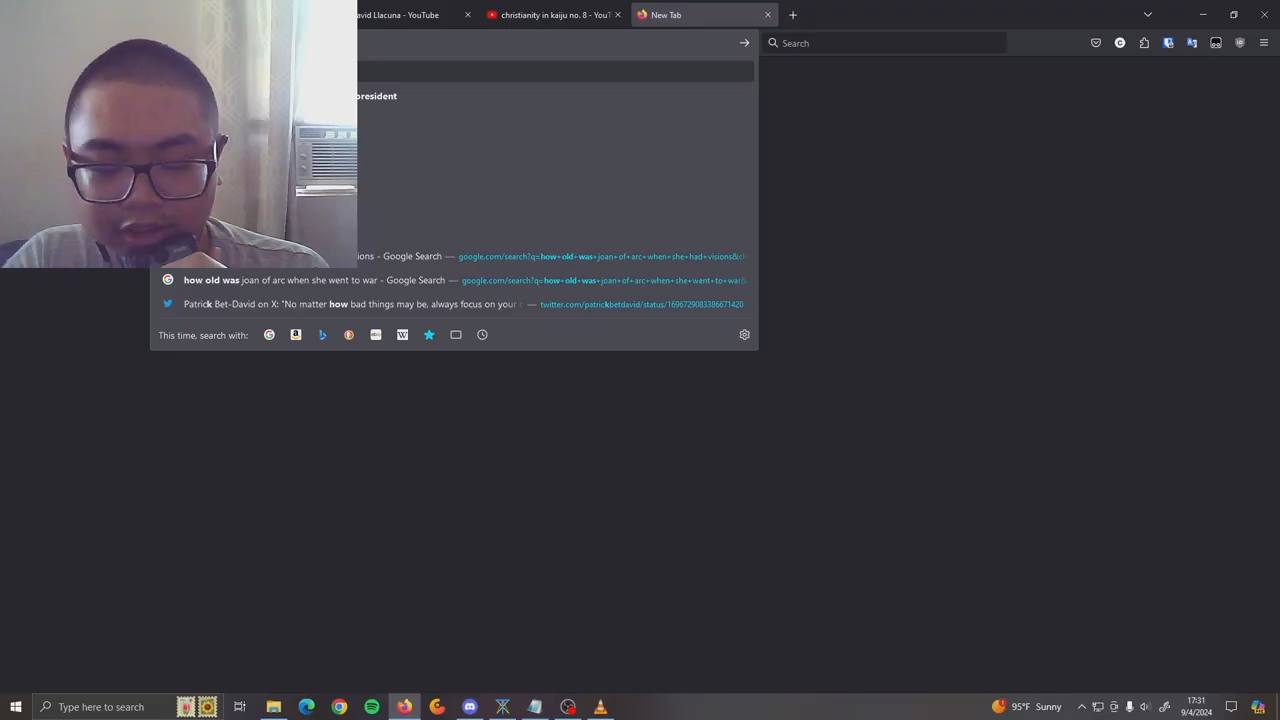 avid Llacuna - YouTube
christianity in kaiju no. 8 - YouT
New Tab
Search
president
ions - Google Search — google.com/search?q=how+old+was+joan+of+arc+when+she+had+visions&cl
how old was joan of arc when she went to war - Google Search — google.com/search?q=how+old+was+joan+of+arc+when+she+went+to+war&
Patrick Bet-David on X: "No matter how bad things may be, always focus on your — twitter.com/patrickbetdavid/status/1696729083386671420
This time, search with:
Type here to search
95°F Sunny
17:31
9/4/2024